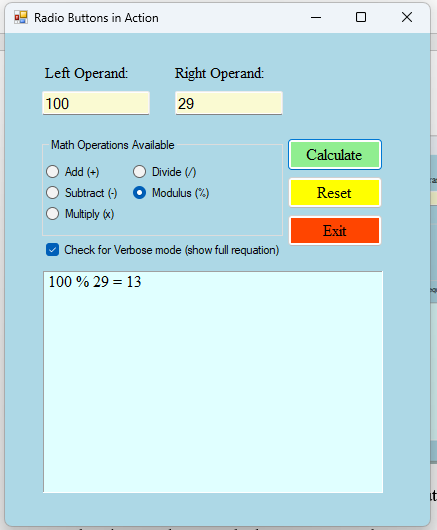 Radio Buttons in Action
Left Operand: Right Operand:
100 29
Math Operations Available
Add (+) Divide (/)
Subtract (-) Modulus (%)
Multiply (x)
Calculate
Reset
Exit
Check for Verbose mode (show full requation)
100 % 29 = 13